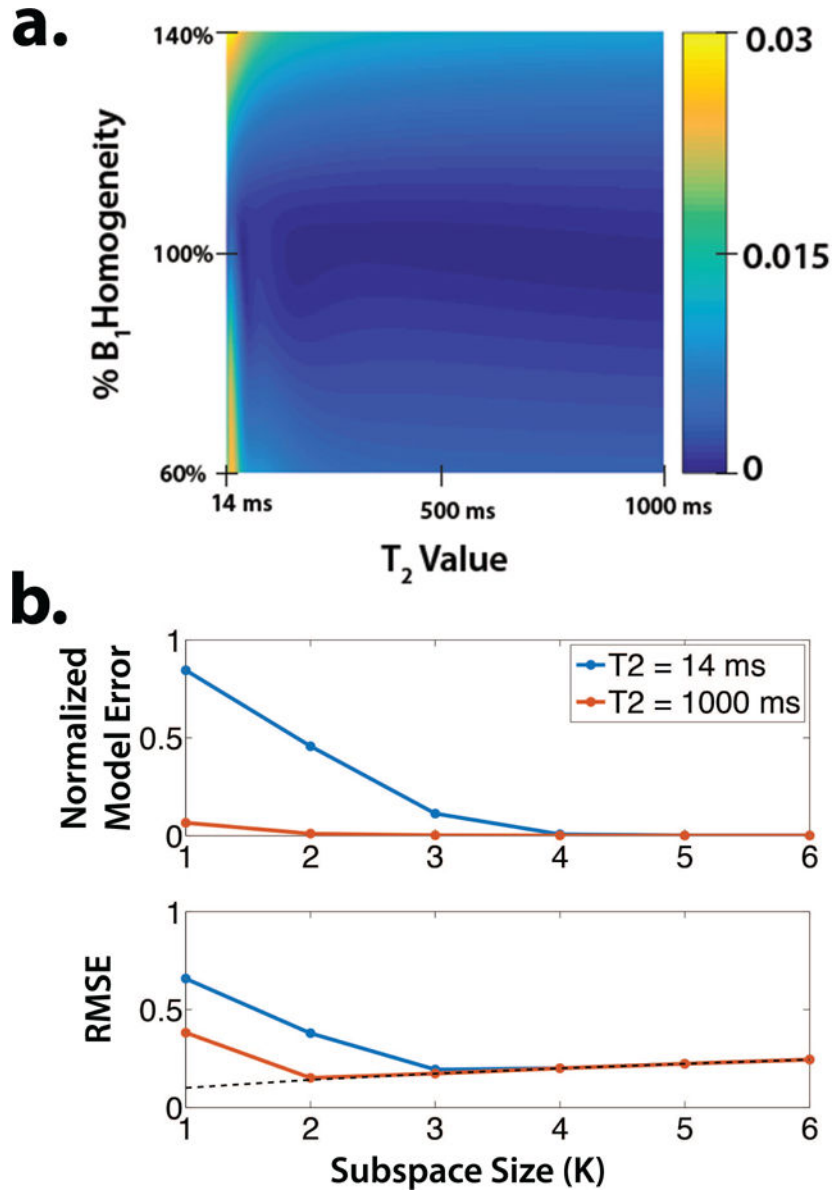 a.
140%
100%
60%
% B1 Homogeneity
14 ms
500 ms
1000 ms
T2 Value
0.03
0.015
0
b.
Normalized
Model Error
1
0.5
0
T2 = 14 ms
T2 = 1000 ms
1 2 3 4 5 6
RMSE
1
0.5
0
1 2 3 4 5 6
Subspace Size (K)